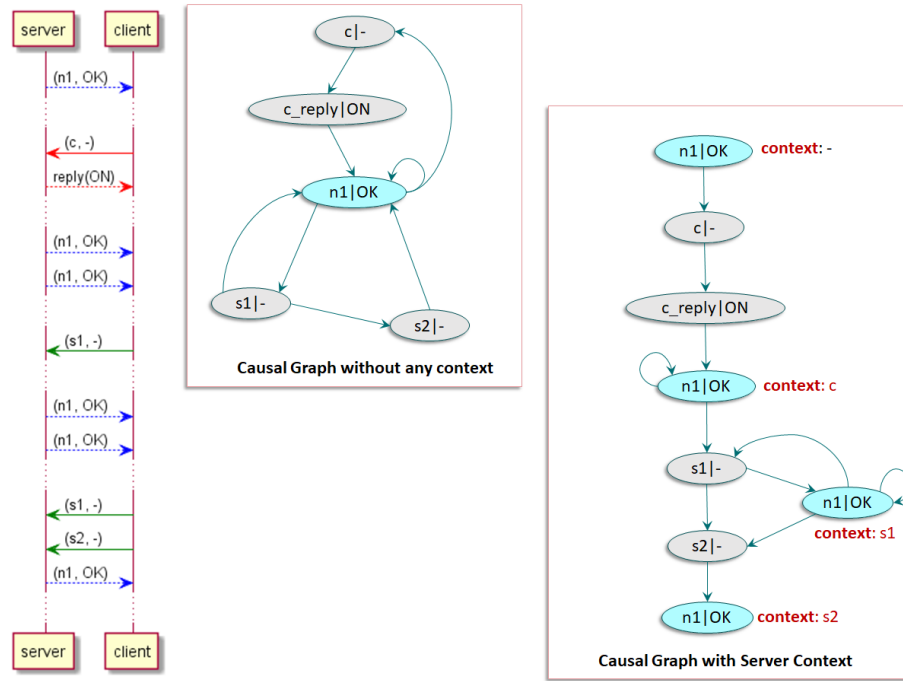 server client
(n1, OK)
(c, -)
reply(ON)
(n1, OK)
(n1, OK)
(s1, -)
(n1, OK)
(n1, OK)
(s1, -)
(s2, -)
(n1, OK)
server client
c|-
c_reply|ON
n1|OK
s1|-
s2|-
Causal Graph without any context
n1|OK context: -
c|-
c_reply|ON
n1|OK context: c
s1|-
n1|OK
context: s1
s2|-
n1|OK context: s2
Causal Graph with Server Context